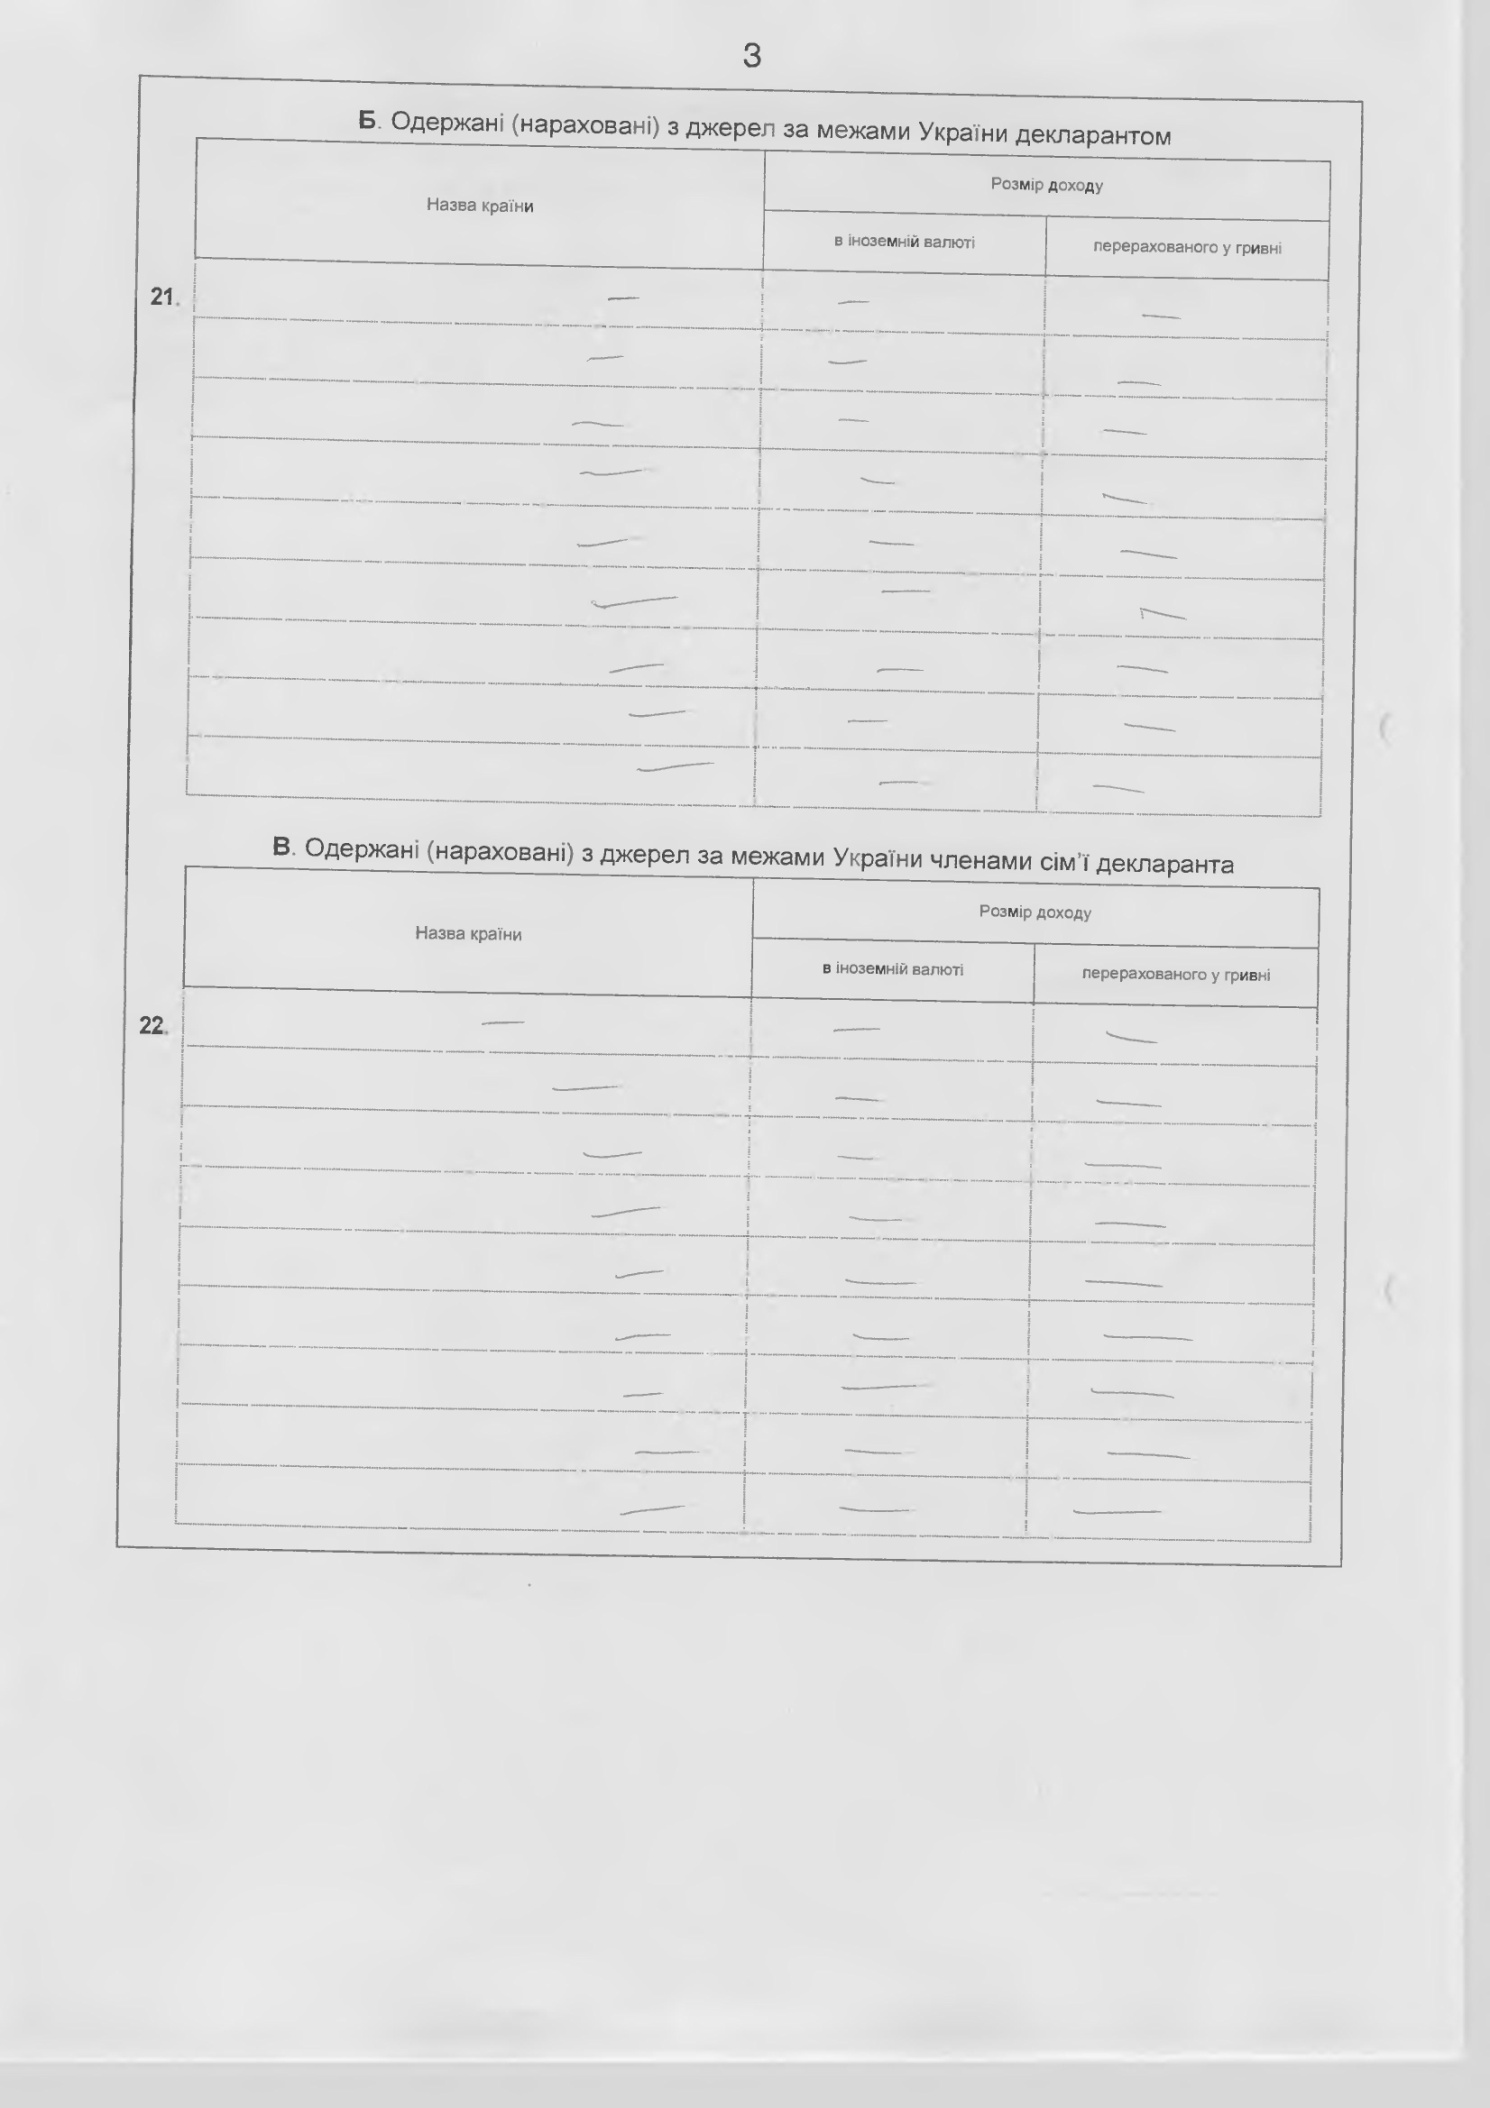 3
Б. Одержані (нараховані) з джерел за межами України декларантом
Назва країни
Розмір доходу
в іноземній валюті
перерахованого у гривні
21.
— — —
— — —
— — —
— — —
— — —
— — —
— — —
— — —
— — —
В. Одержані (нараховані) з джерел за межами України членами сім'ї декларанта
Назва країни
Розмір доходу
в іноземній валюті
перерахованого у гривні
22.
— — —
— — —
— — —
— — —
— — —
— — —
— — —
— — —
— — —